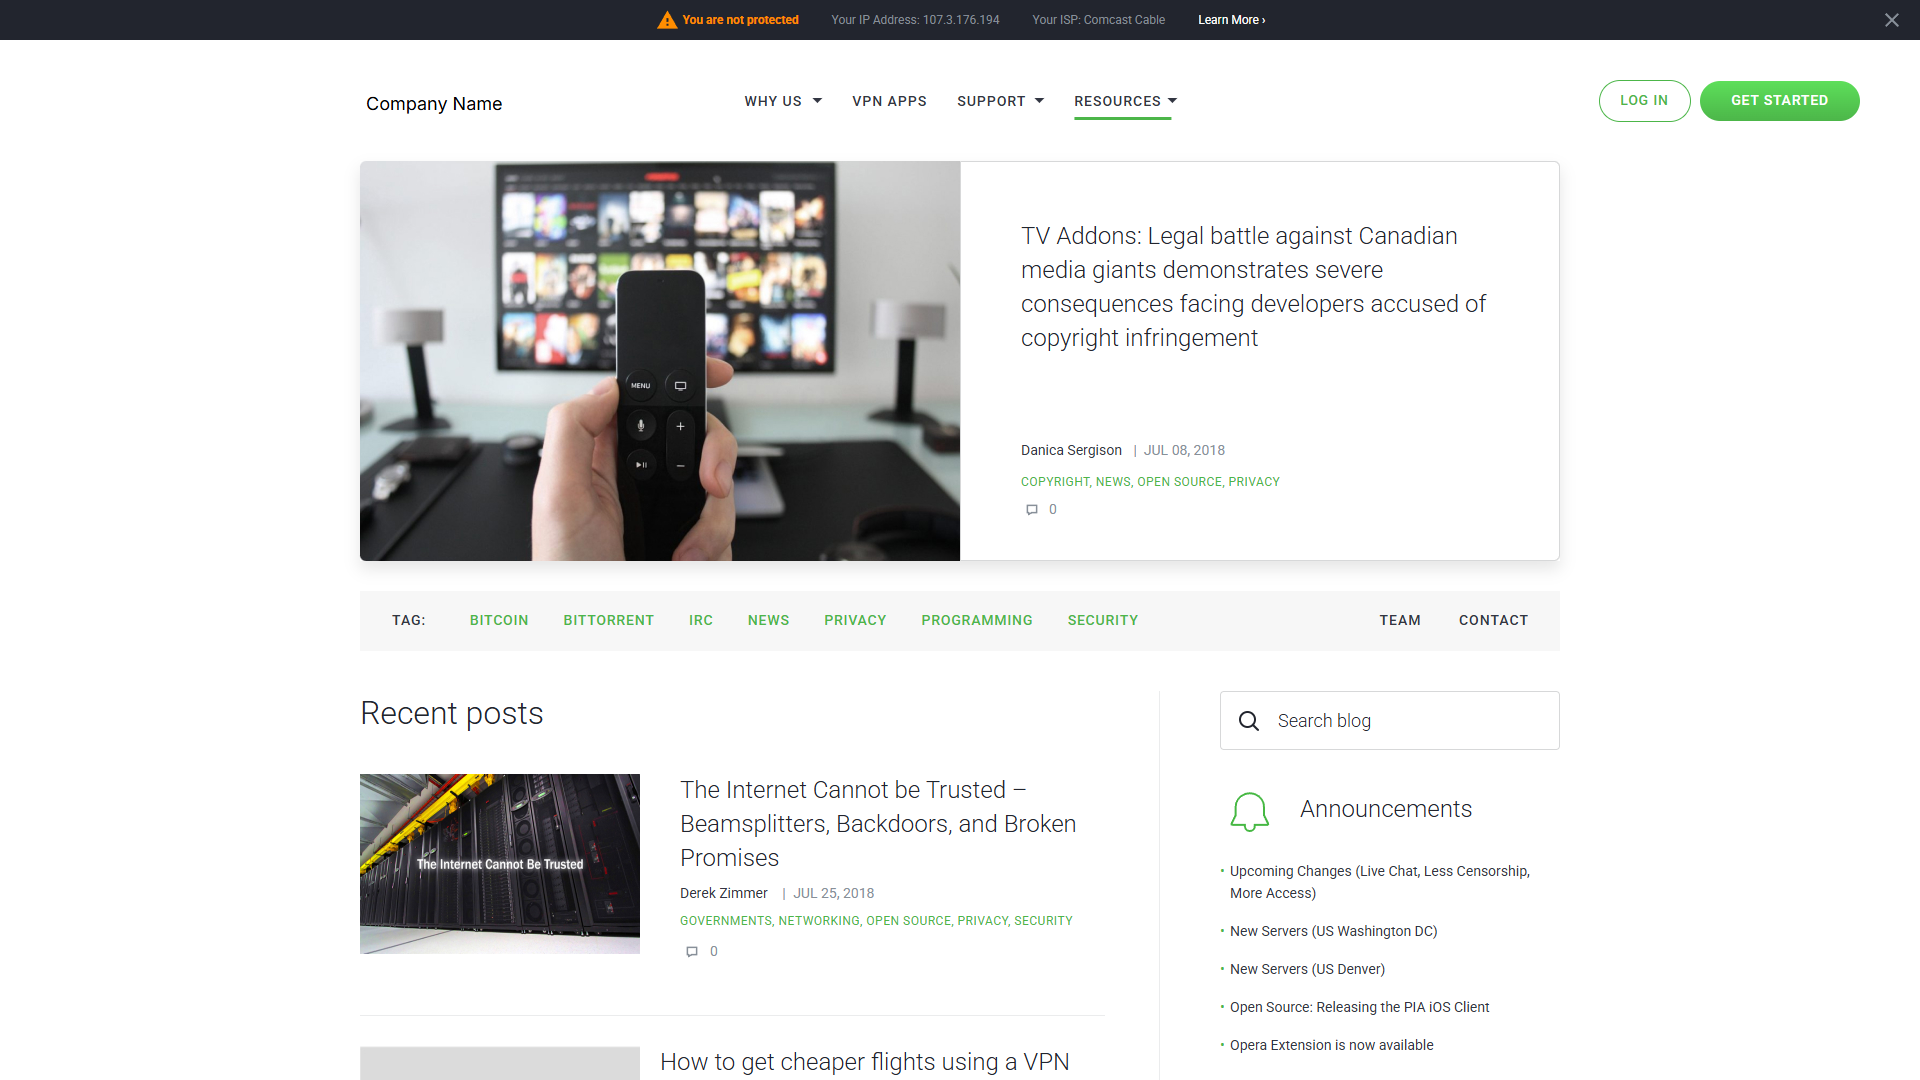 You are not protected Your IP Address: 107.3.176.194 Your ISP: Comcast Cable Learn More ›
Company Name
WHY US VPN APPS SUPPORT RESOURCES
LOG IN GET STARTED
MENU
TV Addons: Legal battle against Canadian
media giants demonstrates severe
consequences facing developers accused of
copyright infringement
Danica Sergison | JUL 08, 2018
COPYRIGHT, NEWS, OPEN SOURCE, PRIVACY
0
TAG: BITCOIN BITTORRENT IRC NEWS PRIVACY PROGRAMMING SECURITY TEAM CONTACT
Recent posts
The Internet Cannot Be Trusted
The Internet Cannot be Trusted –
Beamsplitters, Backdoors, and Broken
Promises
Derek Zimmer | JUL 25, 2018
GOVERNMENTS, NETWORKING, OPEN SOURCE, PRIVACY, SECURITY
0
How to get cheaper flights using a VPN
Search blog
Announcements
• Upcoming Changes (Live Chat, Less Censorship,
More Access)
• New Servers (US Washington DC)
• New Servers (US Denver)
• Open Source: Releasing the PIA iOS Client
• Opera Extension is now available